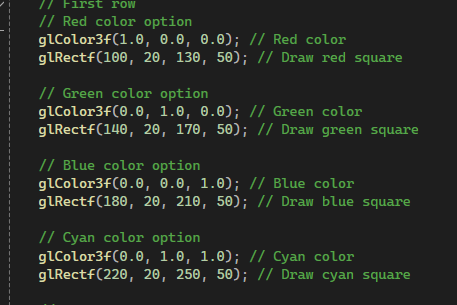 // First row
// Red color option
glColor3f(1.0, 0.0, 0.0); // Red color
glRectf(100, 20, 130, 50); // Draw red square
// Green color option
glColor3f(0.0, 1.0, 0.0); // Green color
glRectf(140, 20, 170, 50); // Draw green square
// Blue color option
glColor3f(0.0, 0.0, 1.0); // Blue color
glRectf(180, 20, 210, 50); // Draw blue square
// Cyan color option
glColor3f(0.0, 1.0, 1.0); // Cyan color
glRectf(220, 20, 250, 50); // Draw cyan square